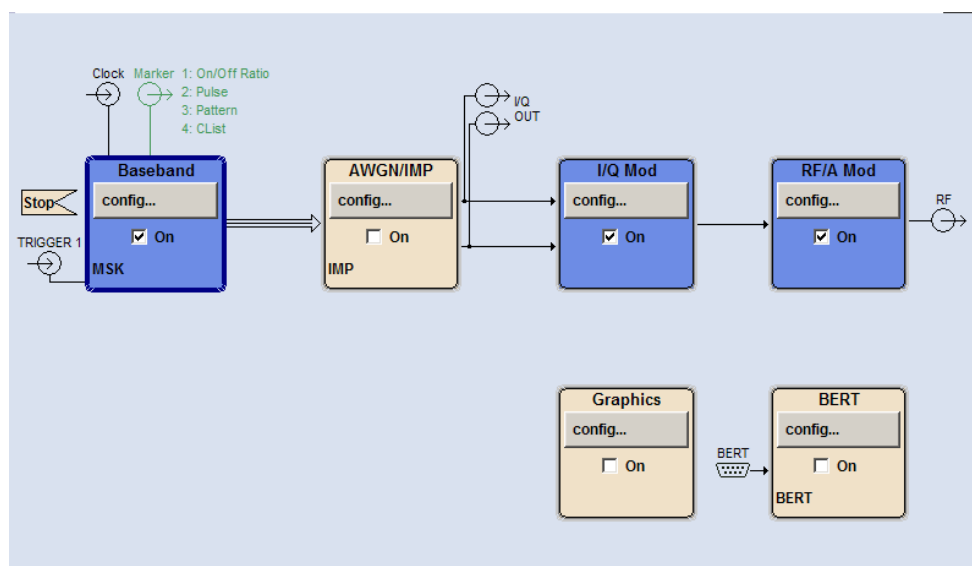 Clock
Marker 1: On/Off Ratio
2: Pulse
3: Pattern
4: CList
I/Q
OUT
Baseband
config...
On
MSK
Stop
TRIGGER 1
AWGN/IMP
config...
On
IMP
I/Q Mod
config...
On
RF/A Mod
config...
On
RF
Graphics
config...
On
BERT
BERT
config...
On
BERT